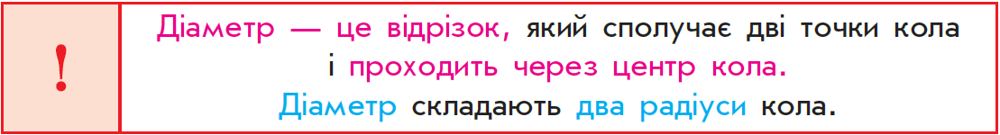 !
Діаметр — це відрізок, який сполучає дві точки кола
і проходить через центр кола.
Діаметр складають два радіуси кола.